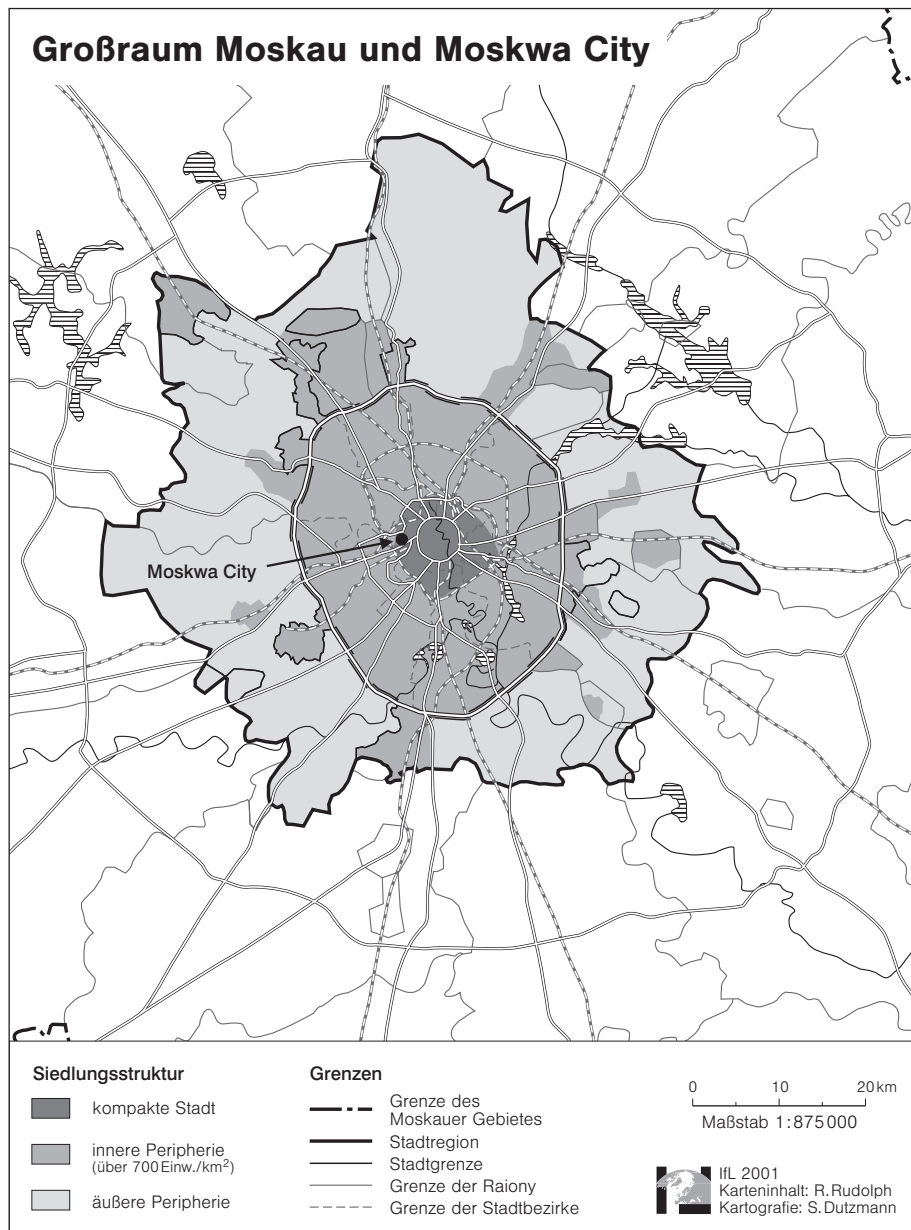 Großraum Moskau und Moskwa City
Moskwa City
Siedlungsstruktur
kompakte Stadt
innere Peripherie
(über 700 Einw./km²)
äußere Peripherie
Grenzen
Grenze des
Moskauer Gebietes
Stadtregion
Stadtgrenze
Grenze der Raiony
Grenze der Stadtbezirke
0 10 20 km
Maßstab 1:875 000
IfL 2001
Karteninhalt: R. Rudolph
Kartografie: S. Dutzmann